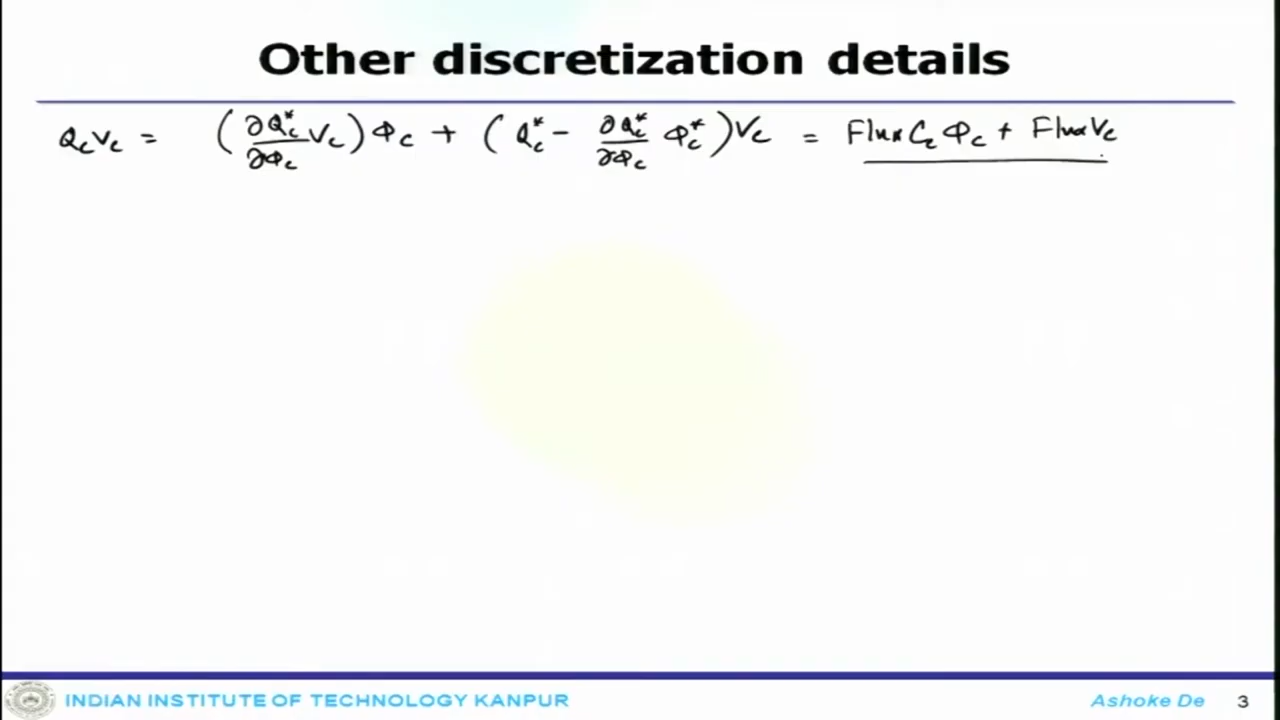 Other discretization details
Q_c V_c = (∂Q_c^*/∂Φ_c V_c) Φ_c + (Q_c^* - ∂Q_c^*/∂Φ_c Φ_c^*) V_c = Flux C_c Φ_c + Flux V_c
INDIAN INSTITUTE OF TECHNOLOGY KANPUR
Ashoke De 3